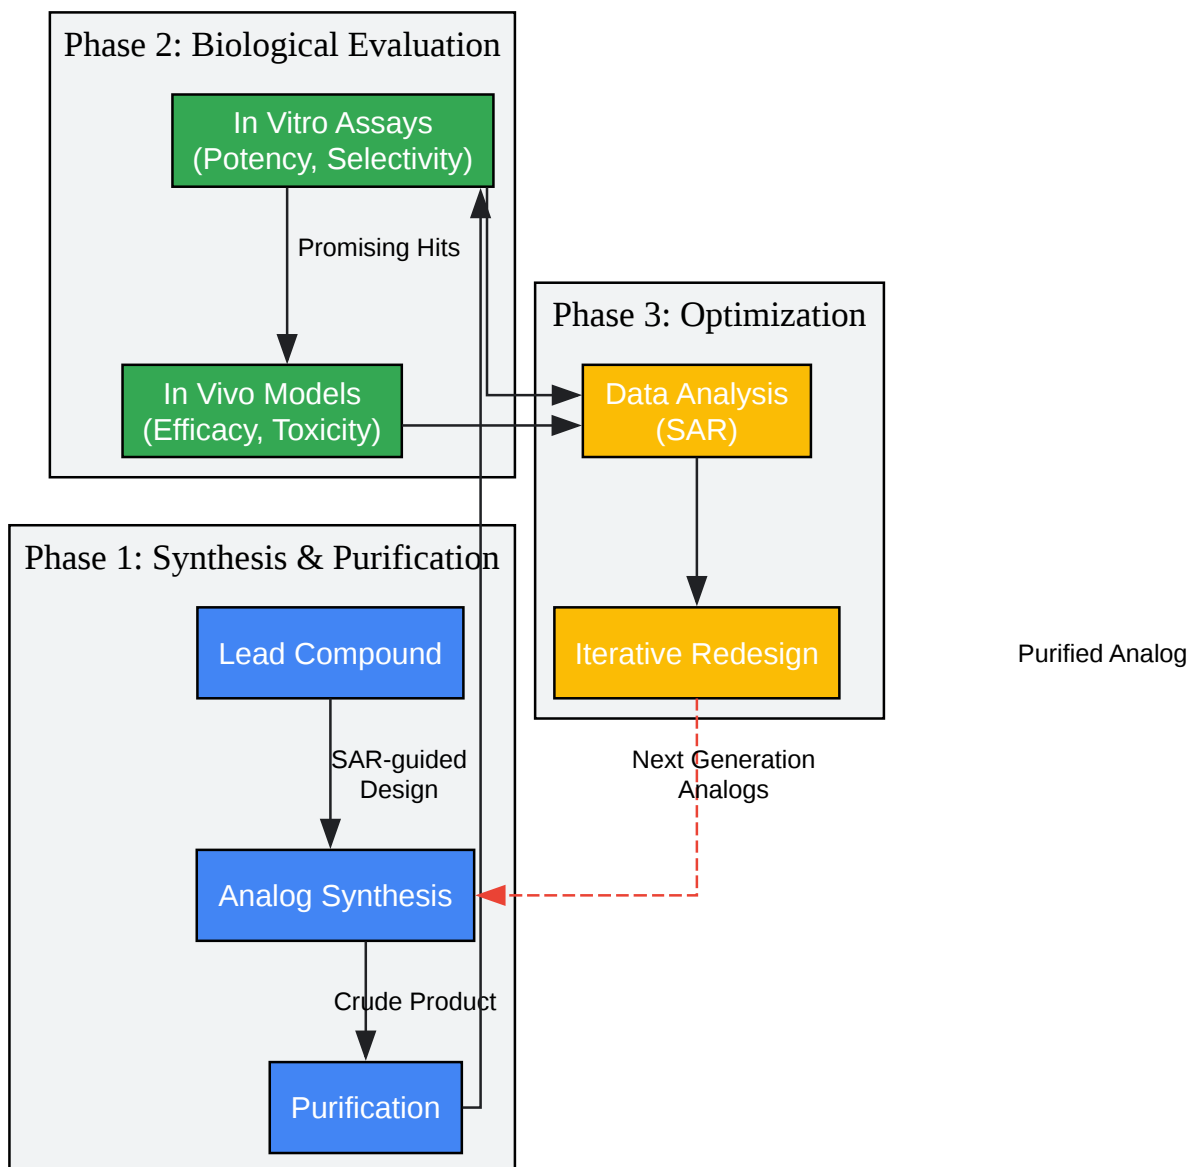 Phase 2: Biological Evaluation
In Vitro Assays
(Potency, Selectivity)
Promising Hits
In Vivo Models
(Efficacy, Toxicity)
Phase 3: Optimization
Data Analysis
(SAR)
Iterative Redesign
Purified Analog
Next Generation
Analogs
Phase 1: Synthesis & Purification
Lead Compound
SAR-guided
Design
Analog Synthesis
Crude Product
Purification